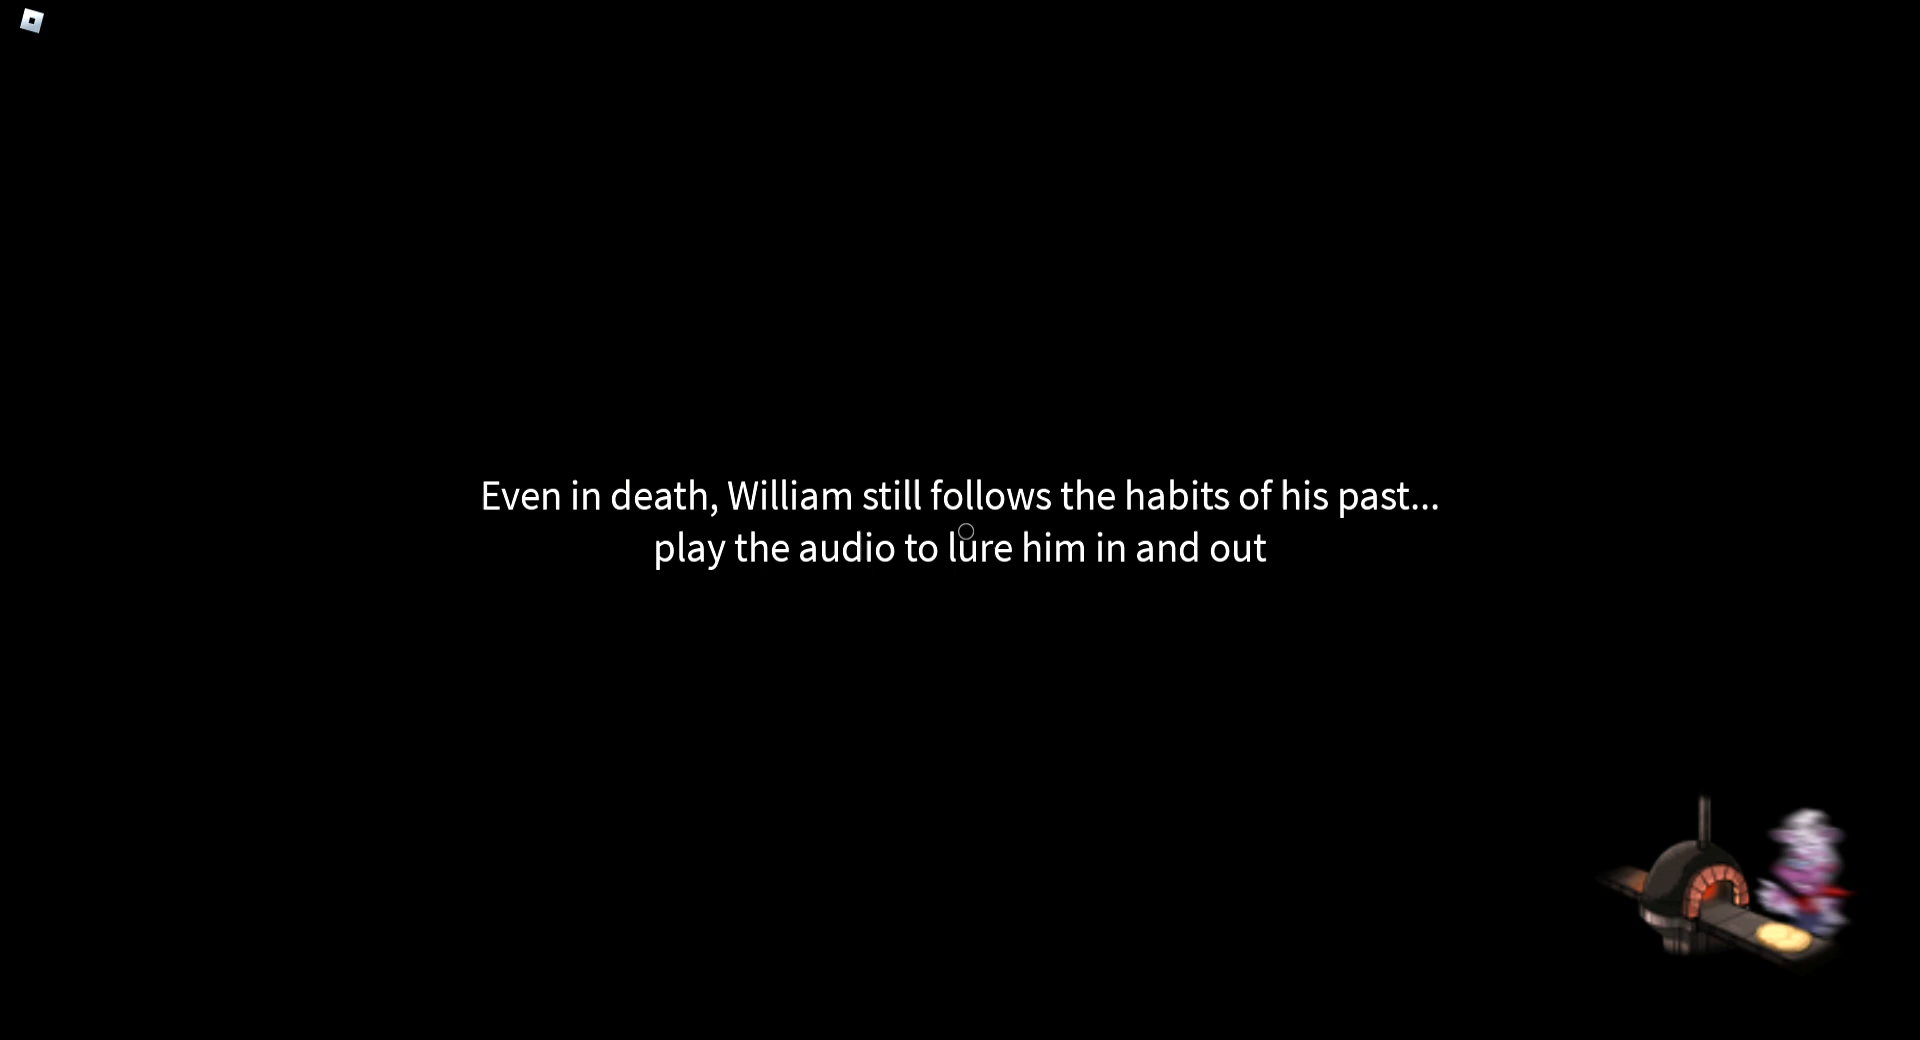 Even in death, William still follows the habits of his past...
play the audio to lure him in and out